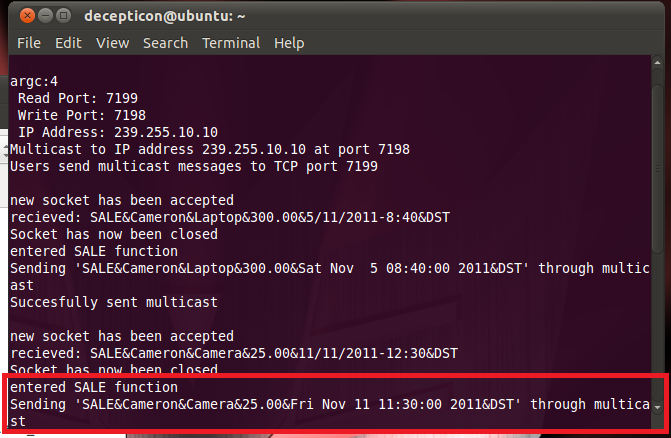 decepticon@ubuntu: ~
File Edit View Search Terminal Help
argc:4
Read Port: 7199
Write Port: 7198
IP Address: 239.255.10.10
Multicast to IP address 239.255.10.10 at port 7198
Users send multicast messages to TCP port 7199
new socket has been accepted
recieved: SALE&Cameron&Laptop&300.00&5/11/2011-8:40&DST
Socket has now been closed
entered SALE function
Sending 'SALE&Cameron&Laptop&300.00&Sat Nov  5 08:40:00 2011&DST' through multic
ast
Succesfully sent multicast
new socket has been accepted
recieved: SALE&Cameron&Camera&25.00&11/11/2011-12:30&DST
Socket has now been closed
entered SALE function
Sending 'SALE&Cameron&Camera&25.00&Fri Nov 11 11:30:00 2011&DST' through multica
st